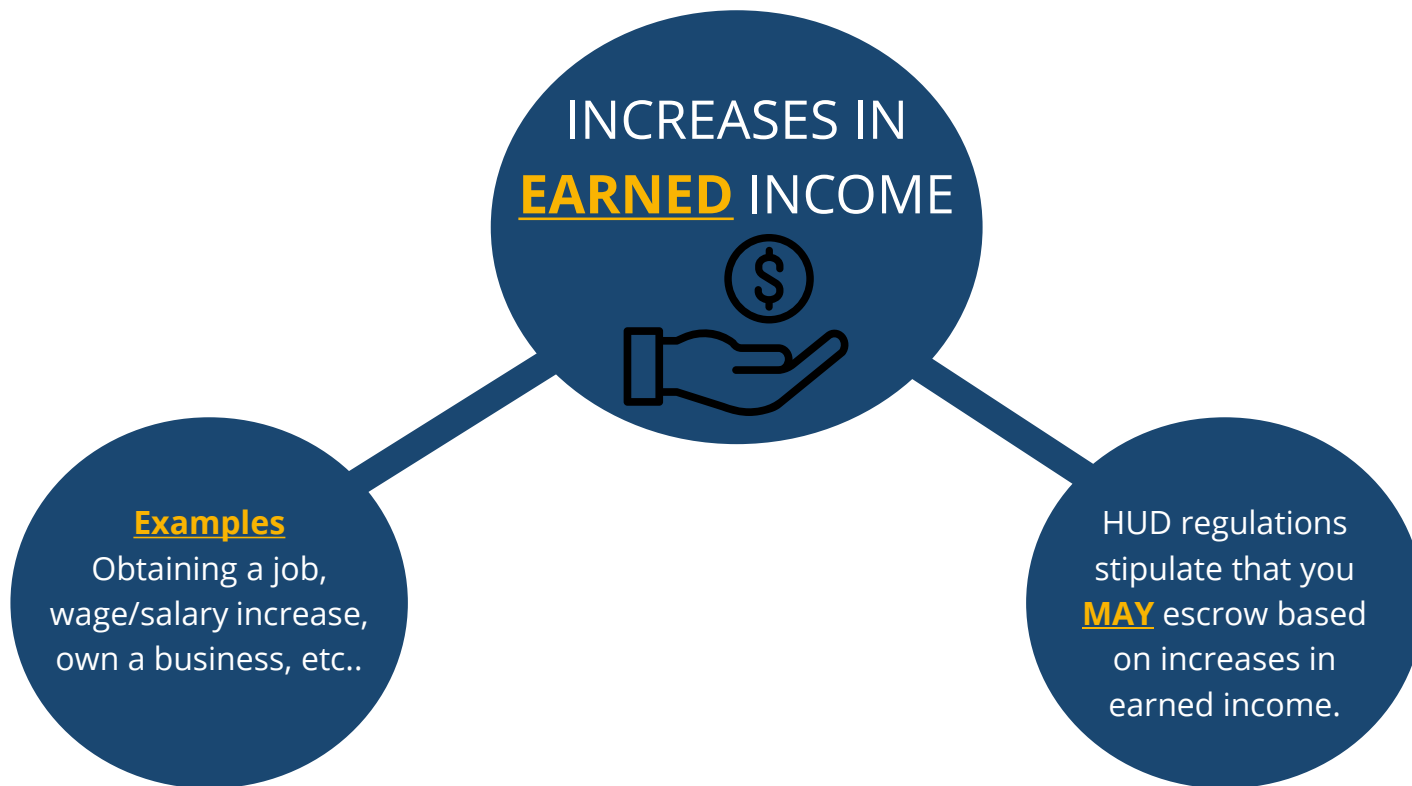 INCREASES IN
EARNED INCOME
$
Examples
Obtaining a job,
wage/salary increase,
own a business, etc..
HUD regulations
stipulate that you
MAY escrow based
on increases in
earned income.